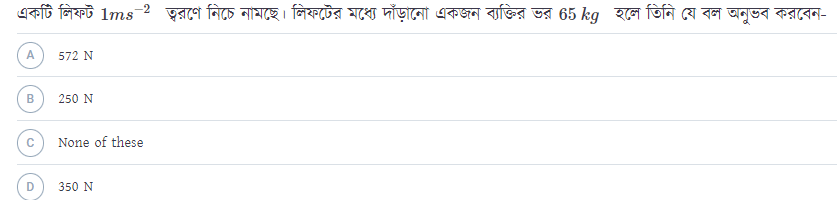 একটি লিফট 1ms⁻² ত্বরণে নিচে নামছে। লিফটের মধ্যে দাঁড়ানো একজন ব্যক্তির ভর 65 kg হলে তিনি যে বল অনুভব করবেন-
A 572 N
B 250 N
C None of these
D 350 N